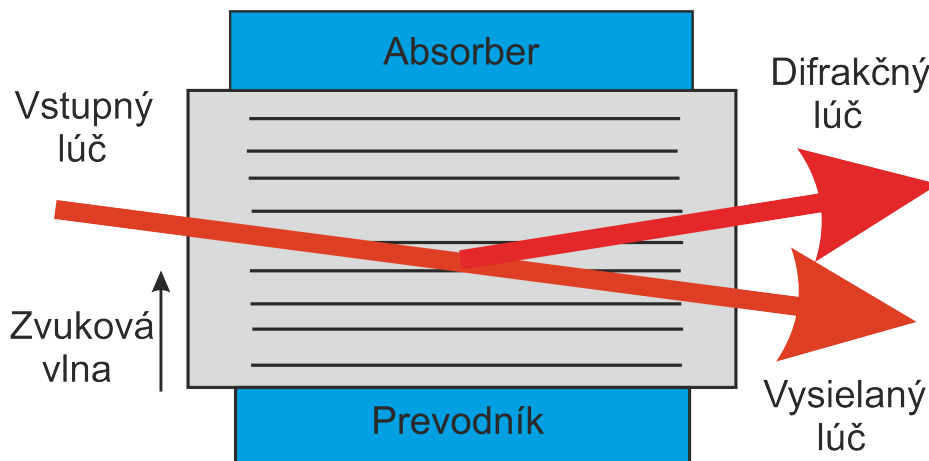 Absorber
Vstupný
lúč
Difrakčný
lúč
Zvuková
vlna
Prevodník
Vysielaný
lúč